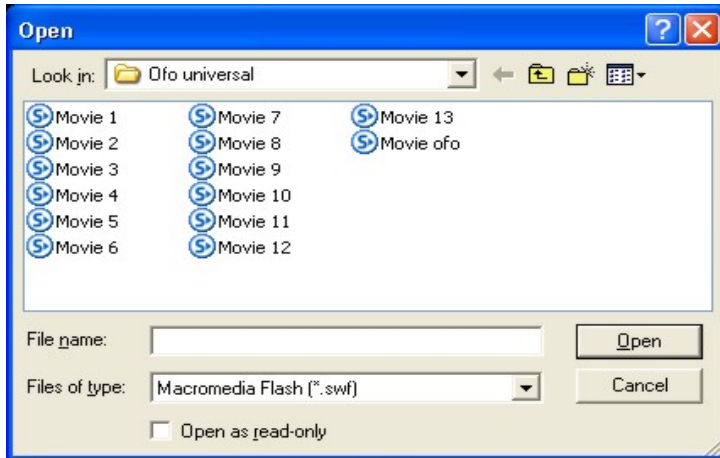 Open
Look in: Ofo universal
Movie 1
Movie 2
Movie 3
Movie 4
Movie 5
Movie 6
Movie 7
Movie 8
Movie 9
Movie 10
Movie 11
Movie 12
Movie 13
Movie ofo
File name:
Open
Files of type: Macromedia Flash (*.swf)
Cancel
Open as read-only